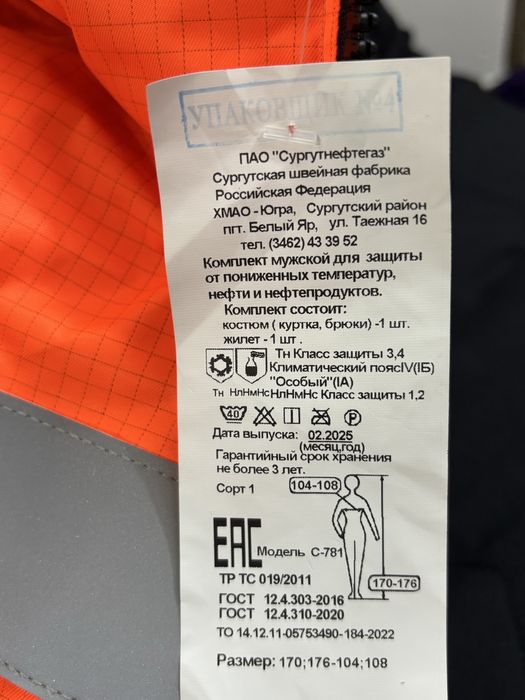 УПАКОВЩИК №4
ПАО "Сургутнефтегаз"
Сургутская швейная фабрика
Российская Федерация
ХМАО - Югра, Сургутский район
пгт. Белый Яр, ул. Таежная 16
тел. (3462) 43 39 52
Комплект мужской для защиты
от пониженных температур,
нефти и нефтепродуктов.
Комплект состоит:
костюм ( куртка, брюки) -1 шт.
жилет - 1 шт .
Тн Класс защиты 3,4
Климатический поясIV(IБ)
"Особый"(IА)
Тн НлНмНсНлНмНс Класс защиты 1,2
40 P
Дата выпуска: 02.2025
(месяц,год)
Гарантийный срок хранения
не более 3 лет.
Сорт 1
104-108
EAC Модель С-781
170-176
ТР ТС 019/2011
ГОСТ 12.4.303-2016
ГОСТ 12.4.310-2020
ТО 14.12.11-05753490-184-2022
Размер: 170;176-104;108